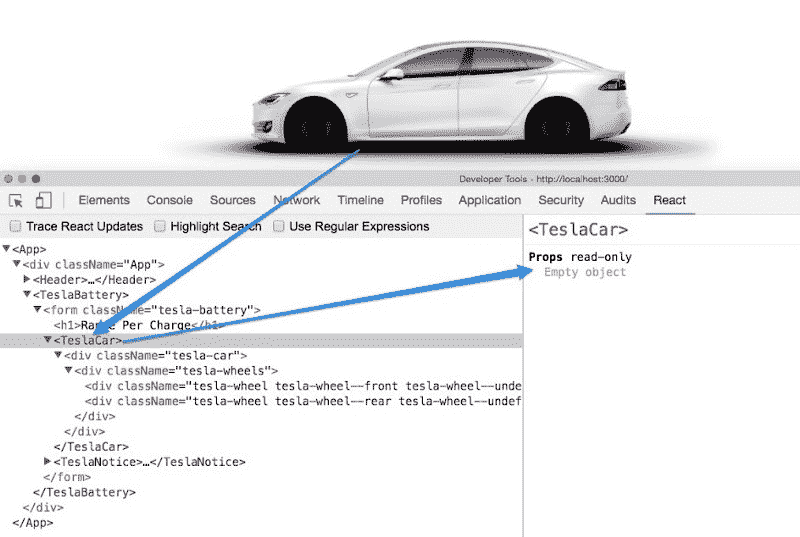 Developer Tools - http://localhost:3000/
Elements Console Sources Network Timeline Profiles Application Security Audits React
Trace React Updates Highlight Search Use Regular Expressions
<App>
<div className="App">
<Header>…</Header>
<TeslaBattery>
<form className="tesla-battery">
<h1>Range Per Charge</h1>
<TeslaCar>
<div className="tesla-car">
<div className="tesla-wheels">
<div className="tesla-wheel tesla-wheel--front tesla-wheel--unde
<div className="tesla-wheel tesla-wheel--rear tesla-wheel--undef
</div>
</div>
</TeslaCar>
<TeslaNotice>…</TeslaNotice>
</form>
</TeslaBattery>
</div>
</App>
<TeslaCar>
Props read-only
Empty object